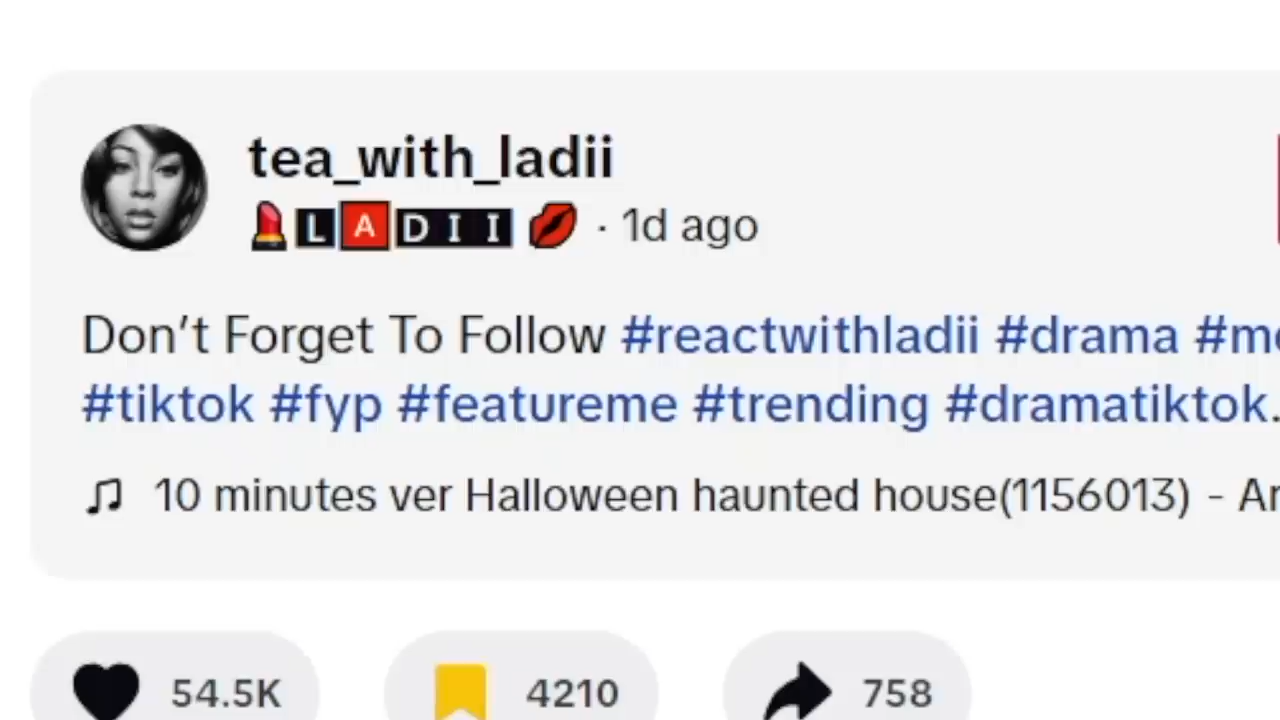 tea_with_ladii
💄🅻🅰🅳🅸🅸 💋 · 1d ago
Don’t Forget To Follow #reactwithladii #drama
#tiktok #fyp #featureme #trending #dramatiktok.
10 minutes ver Halloween haunted house(1156013) -
54.5K 4210 758